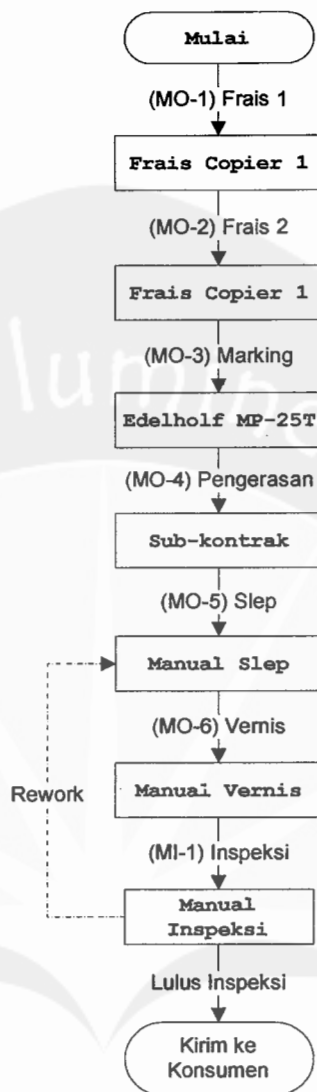 Mulai
(MO-1) Frais 1
Frais Copier 1
(MO-2) Frais 2
Frais Copier 1
(MO-3) Marking
Edelholf MP-25T
(MO-4) Pengerasan
Sub-kontrak
(MO-5) Slep
Manual Slep
(MO-6) Vernis
Rework
Manual Vernis
(MI-1) Inspeksi
Manual
Inspeksi
Lulus Inspeksi
Kirim ke
Konsumen